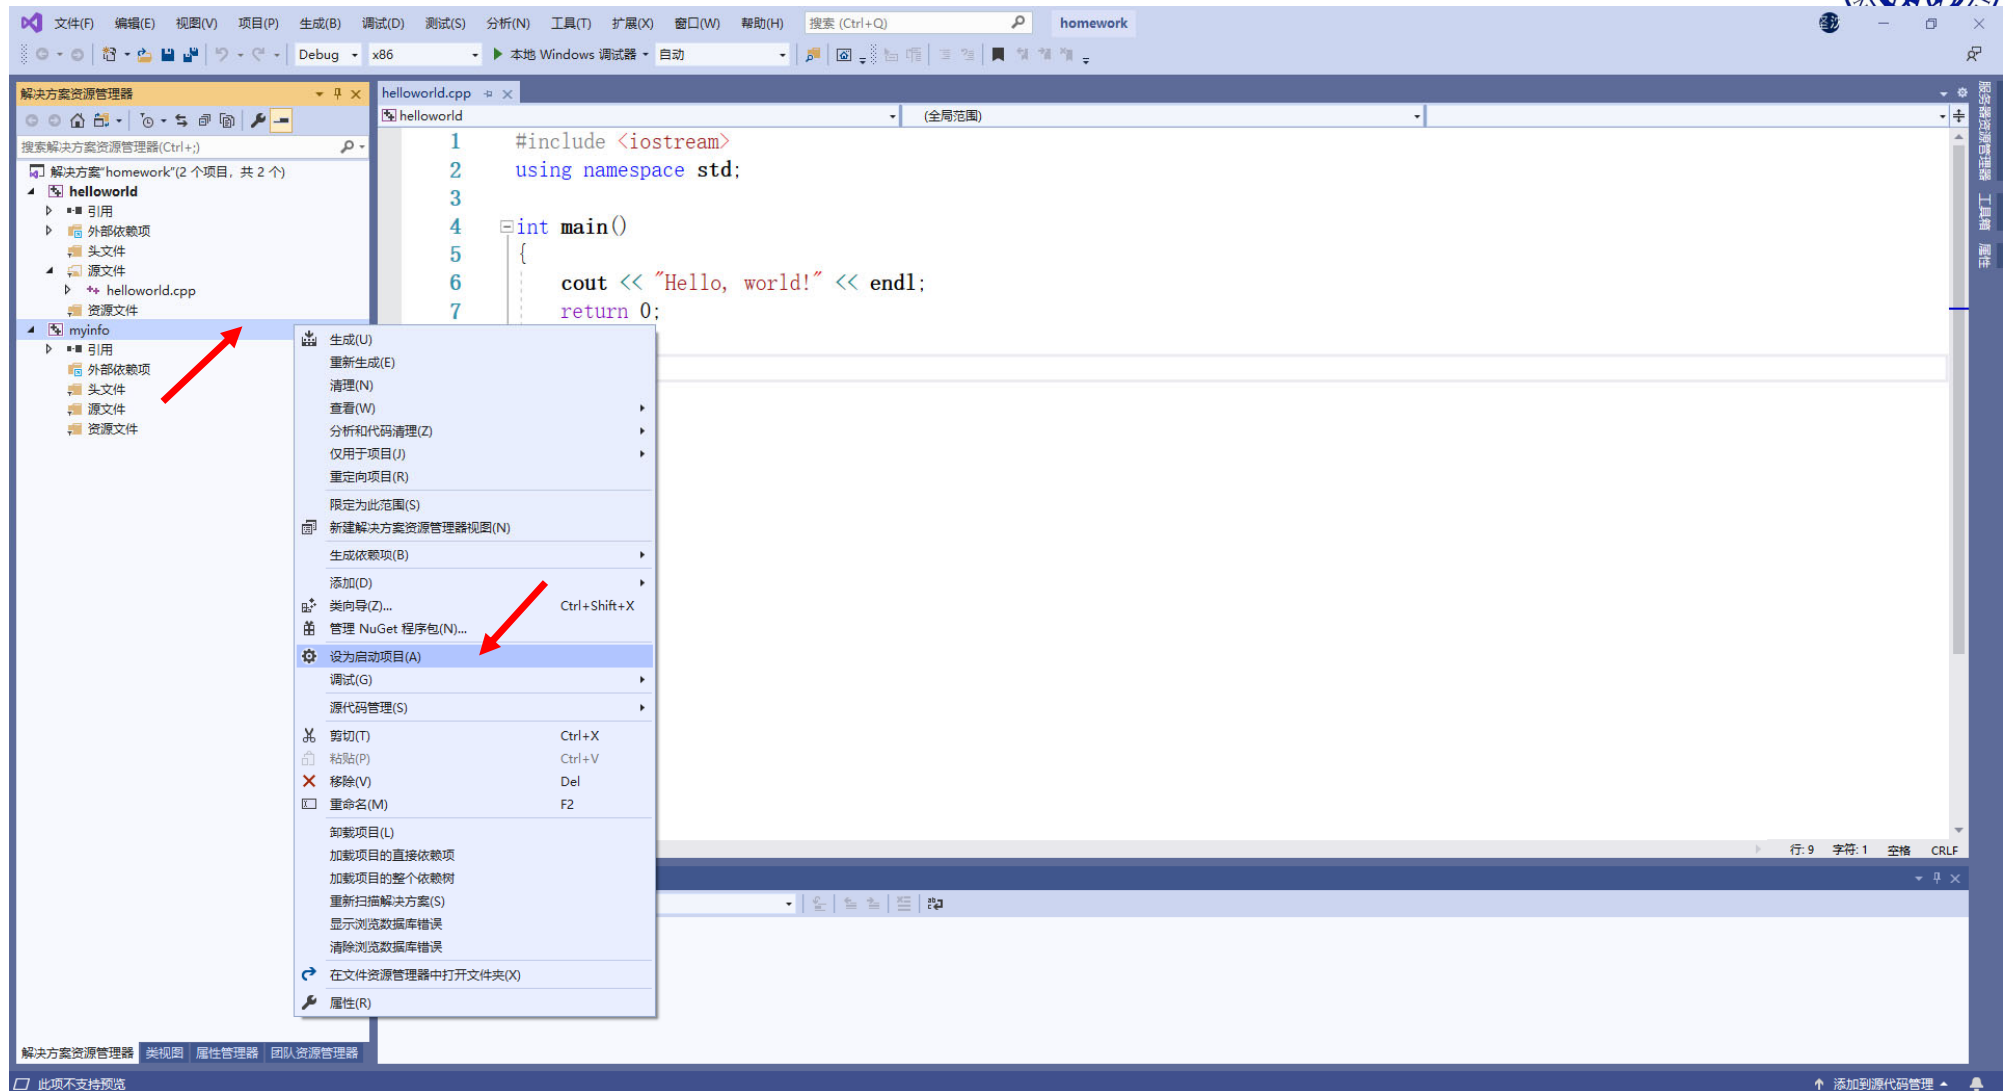 文件(F) 编辑(E) 视图(V) 项目(P) 生成(B) 调试(D) 测试(S) 分析(N) 工具(T) 扩展(X) 窗口(W) 帮助(H) 搜索 (Ctrl+Q) homework
Debug x86 本地 Windows 调试器 自动
解决方案资源管理器
搜索解决方案资源管理器(Ctrl+;)
解决方案"homework"(2 个项目，共 2 个)
helloworld
引用
外部依赖项
头文件
源文件
helloworld.cpp
资源文件
myinfo
引用
外部依赖项
头文件
源文件
资源文件
helloworld.cpp
helloworld (全局范围)
1 #include <iostream>
2 using namespace std;
3
4 int main()
5 {
6 cout << "Hello, world!" << endl;
7 return 0;
生成(U)
重新生成(E)
清理(N)
查看(W)
分析和代码清理(Z)
仅用于项目(J)
重定向项目(R)
限定为此范围(S)
新建解决方案资源管理器视图(N)
生成依赖项(B)
添加(D)
类向导(Z)... Ctrl+Shift+X
管理 NuGet 程序包(N)...
设为启动项目(A)
调试(G)
源代码管理(S)
剪切(T) Ctrl+X
粘贴(P) Ctrl+V
移除(V) Del
重命名(M) F2
卸载项目(L)
加载项目的直接依赖项
加载项目的整个依赖树
重新扫描解决方案(S)
显示浏览数据库错误
清除浏览数据库错误
在文件资源管理器中打开文件夹(X)
属性(R)
行: 9 字符: 1 空格 CRLF
服务器资源管理器
工具箱
属性
解决方案资源管理器 类视图 属性管理器 团队资源管理器
此项不支持预览 添加到源代码管理